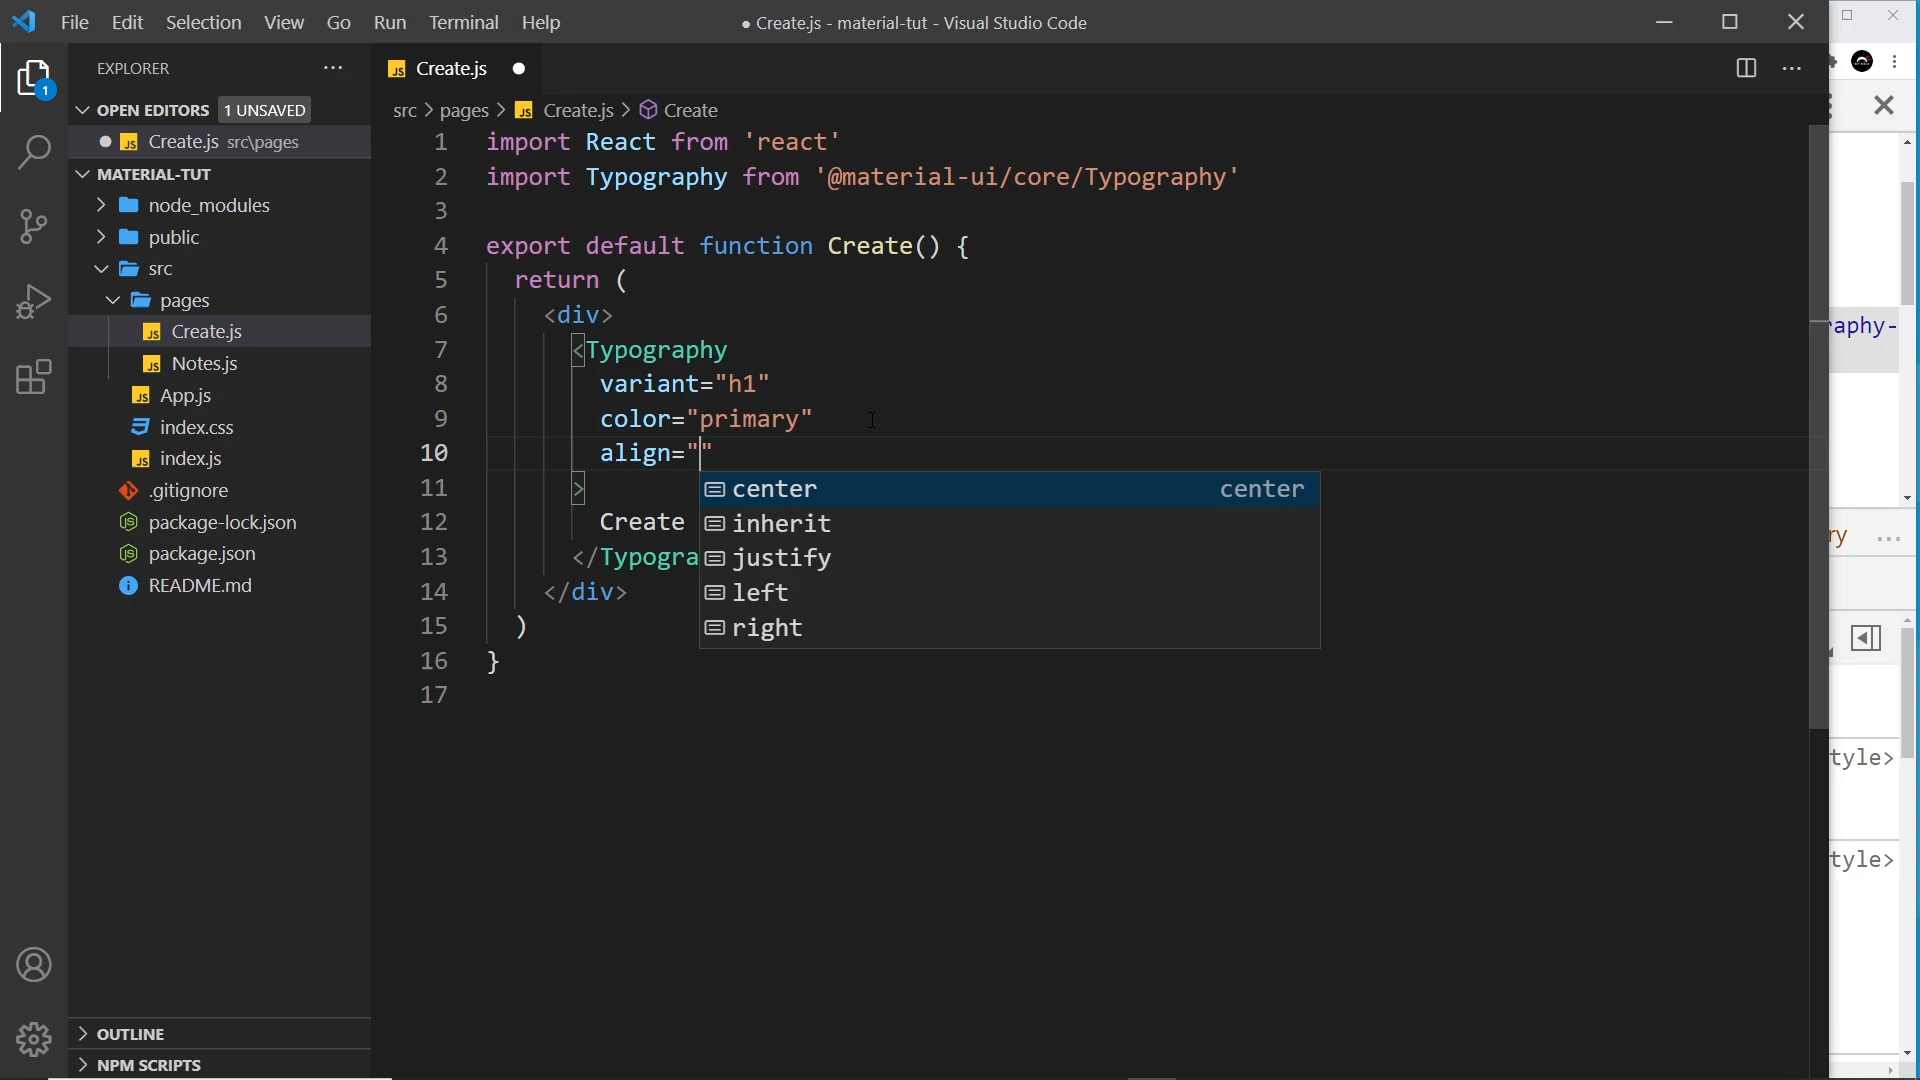 File Edit Selection View Go Run Terminal Help
● Create.js - material-tut - Visual Studio Code
EXPLORER
OPEN EDITORS 1 UNSAVED
Create.js src\pages
MATERIAL-TUT
node_modules
public
src
pages
Create.js
Notes.js
App.js
index.css
index.js
.gitignore
package-lock.json
package.json
README.md
OUTLINE
NPM SCRIPTS
1
Create.js
src > pages > Create.js > Create
1 import React from 'react'
2 import Typography from '@material-ui/core/Typography'
3
4 export default function Create() {
5 return (
6 <div>
7 <Typography
8 variant="h1"
9 color="primary"
10 align=""
11 >
12 Create
13 </Typogra
14 </div>
15 )
16 }
17
center center
inherit
justify
left
right
raphy-
ry ...
tyle>
tyle>